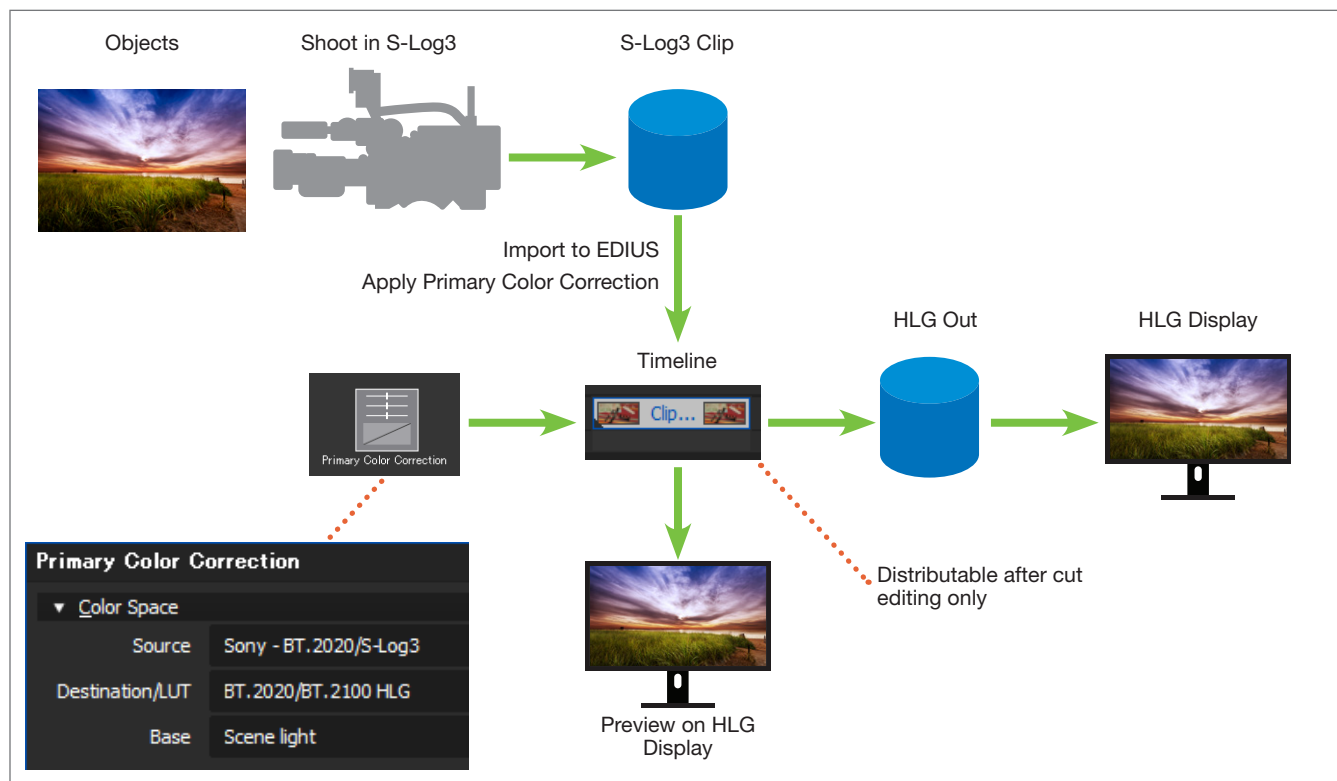 Objects
Shoot in S-Log3
S-Log3 Clip
Import to EDIUS
Apply Primary Color Correction
Timeline
HLG Out
HLG Display
Clip...
Primary Color Correction
Primary Color Correction
▼ Color Space
Source
Sony - BT.2020/S-Log3
Destination/LUT
BT.2020/BT.2100 HLG
Base
Scene light
Distributable after cut
editing only
Preview on HLG
Display